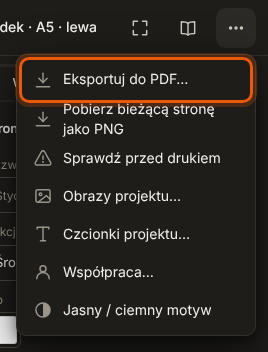 dek · A5 · lewa
Eksportuj do PDF...
Pobierz bieżącą stronę
jako PNG
Sprawdź przed drukiem
Obrazy projektu...
Czcionki projektu...
Współpraca...
Jasny / ciemny motyw